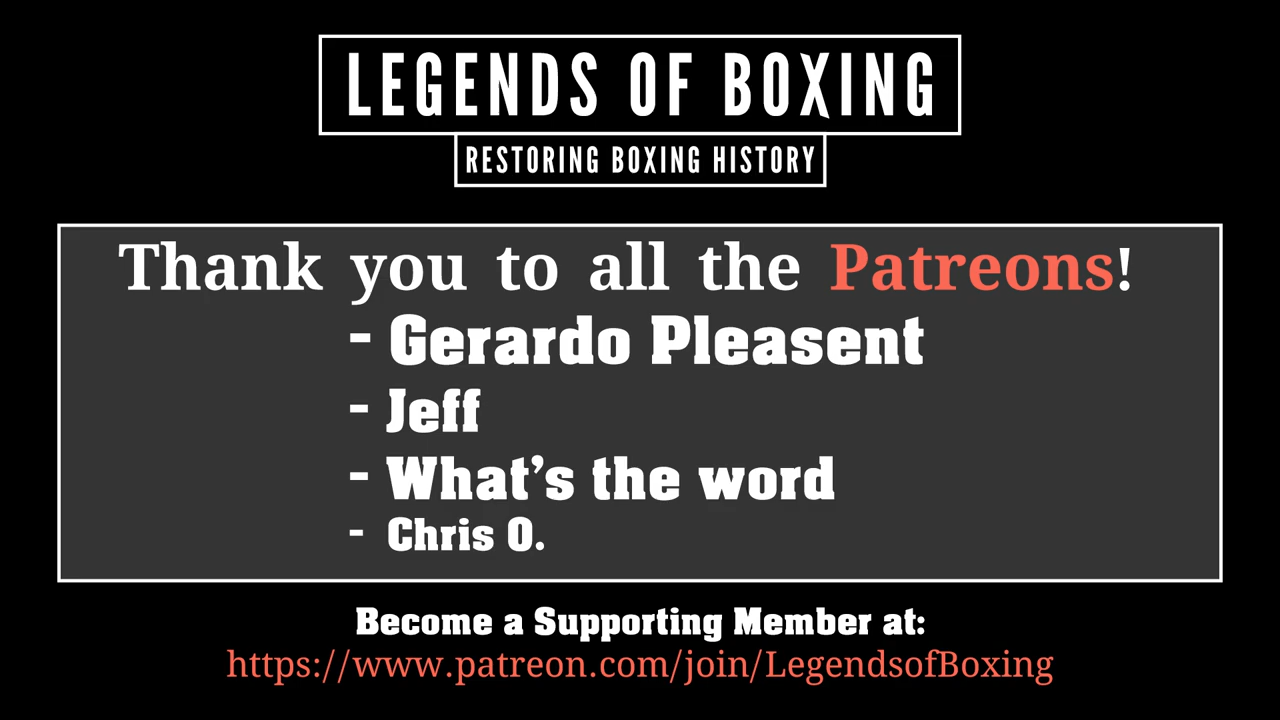 LEGENDS OF BOXING
RESTORING BOXING HISTORY
Thank you to all the Patreons!
- Gerardo Pleasent
- Jeff
- What's the word
- Chris O.
Become a Supporting Member at:
https://www.patreon.com/join/LegendsofBoxing